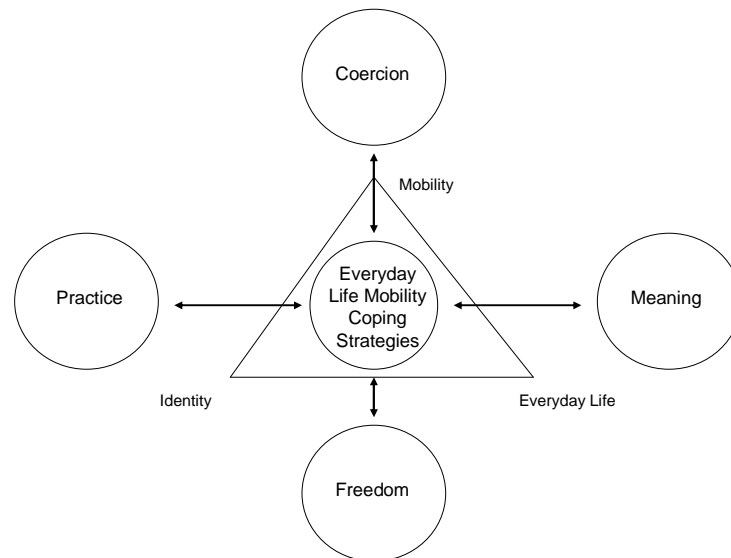 Coercion
Mobility
Practice
Everyday
Life Mobility
Coping
Strategies
Meaning
Identity
Everyday Life
Freedom